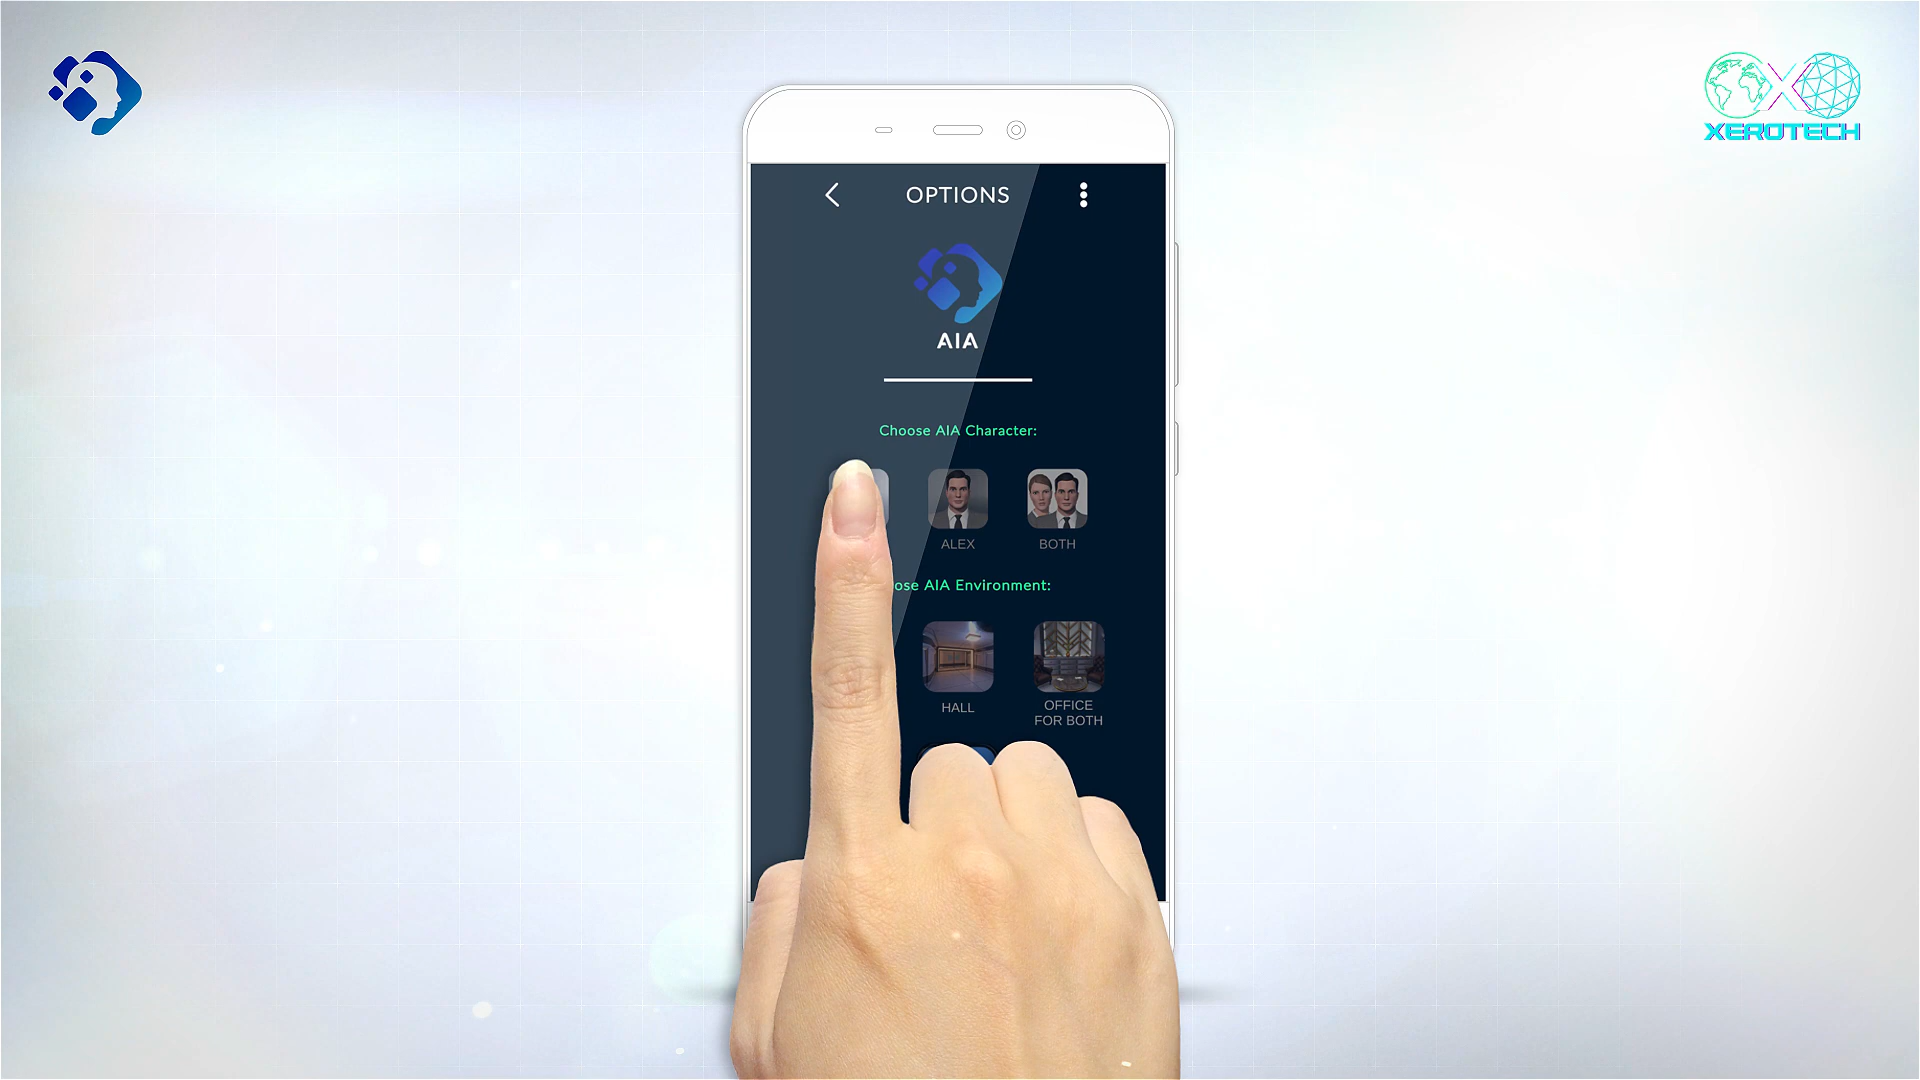 XEROTECH
OPTIONS
AIA
Choose AIA Character:
ALEX
BOTH
ose AIA Environment:
HALL
OFFICE
FOR BOTH